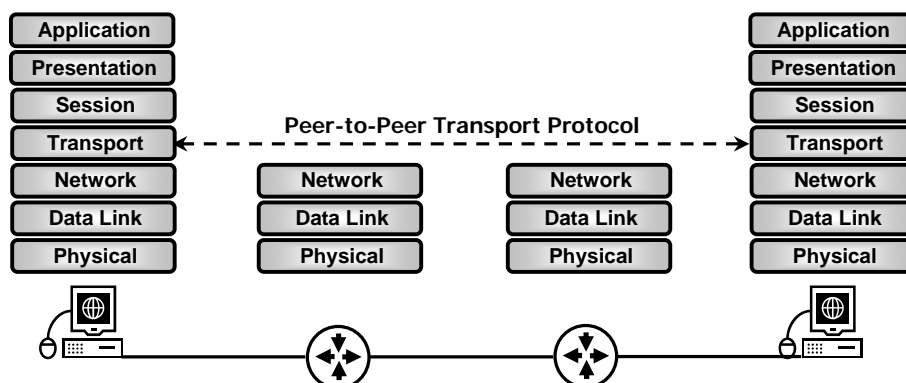 Application
Presentation
Session
Transport
Network
Data Link
Physical
Peer-to-Peer Transport Protocol
Network
Data Link
Physical
Network
Data Link
Physical
Application
Presentation
Session
Transport
Network
Data Link
Physical